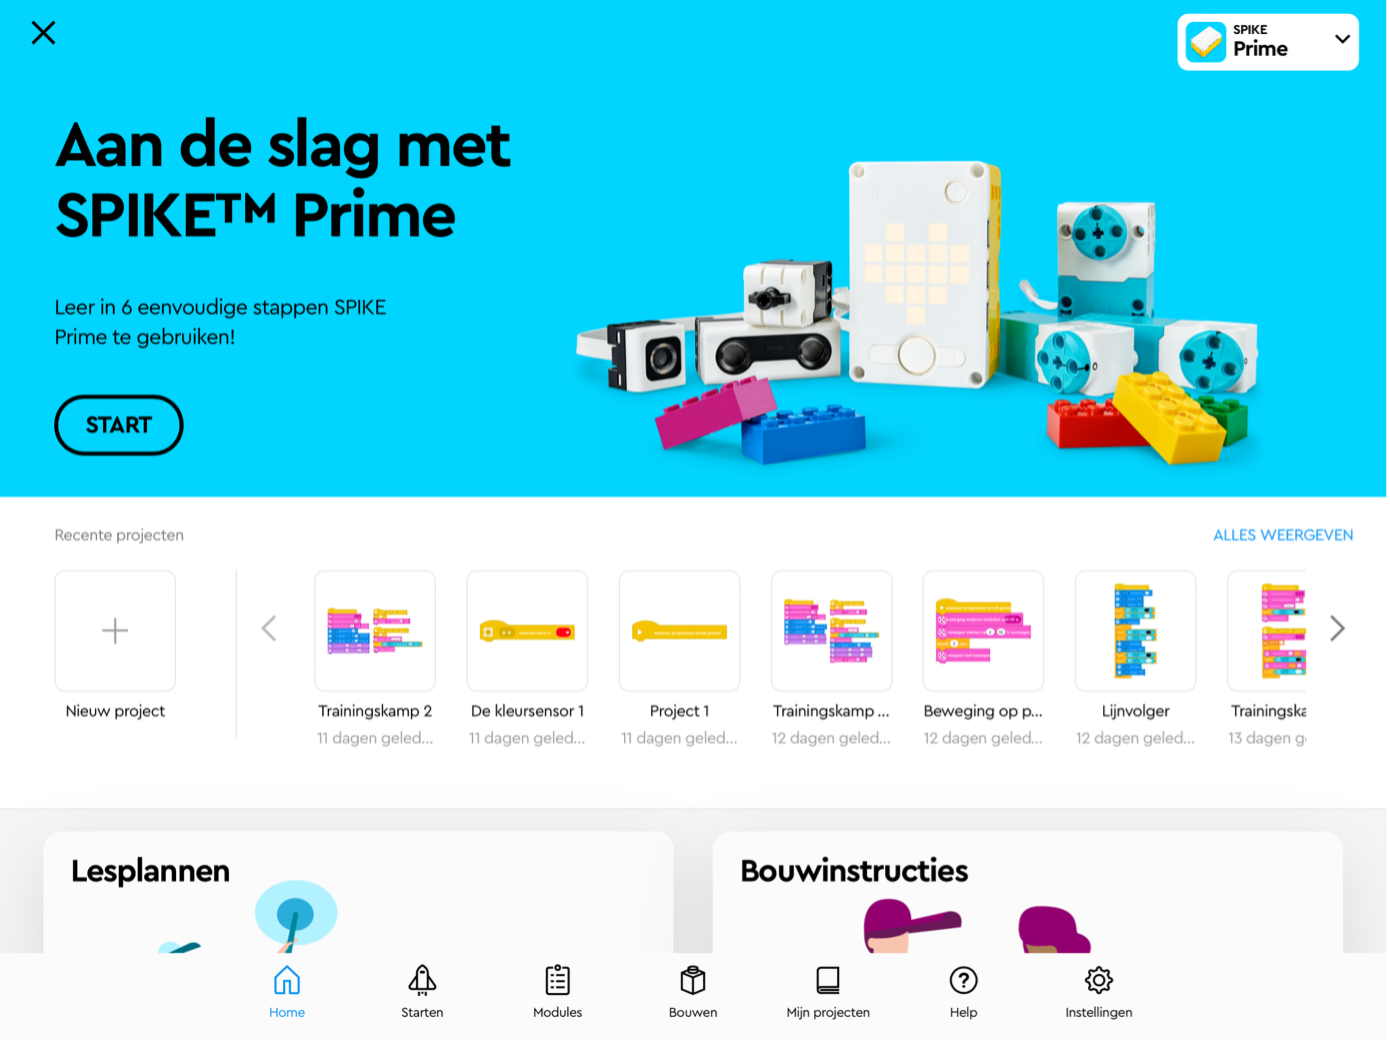 SPIKE
Prime
Aan de slag met
SPIKE™ Prime
Leer in 6 eenvoudige stappen SPIKE
Prime te gebruiken!
START
Recente projecten
ALLES WEERGEVEN
Nieuw project
Trainingskamp 2
De kleursensor 1
Project 1
Trainingskamp ...
Beweging op p...
Lijnvolger
Trainingska
11 dagen geled...
11 dagen geled...
11 dagen geled...
12 dagen geled...
12 dagen geled...
12 dagen geled...
13 dagen g
Lesplannen
Bouwinstructies
Home
Starten
Modules
Bouwen
Mijn projecten
Help
Instellingen